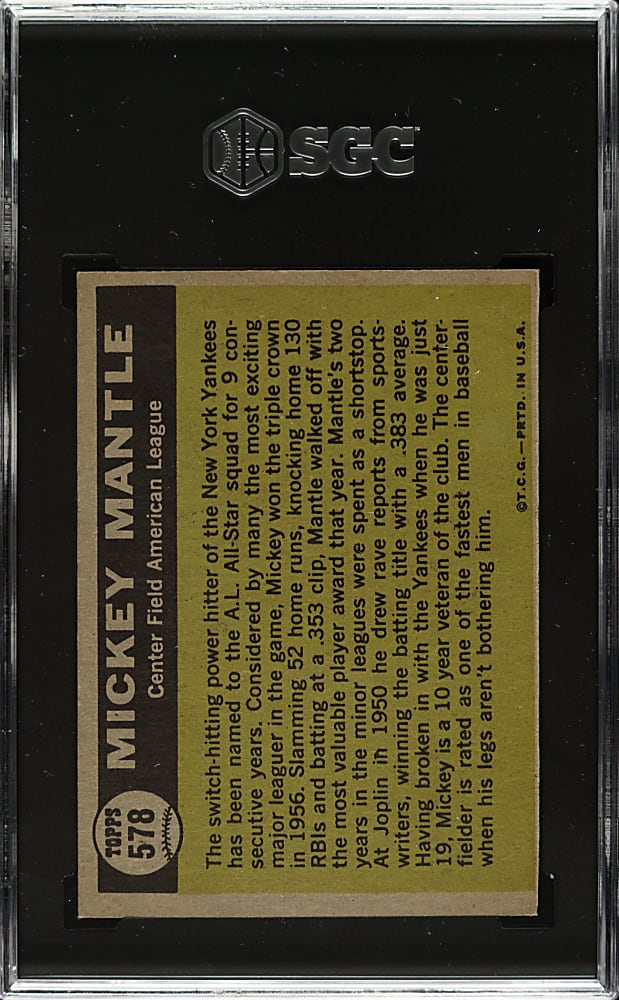 SGC
TOPPS
578
MICKEY MANTLE
Center Field American League
The switch-hitting power hitter of the New York Yankees
has been named to the A.L. All-Star squad for 9 con-
secutive years. Considered by many the most exciting
major leaguer in the game, Mickey won the triple crown
in 1956. Slamming 52 home runs, knocking home 130
RBIs and batting at a .353 clip, Mantle walked off with
the most valuable player award that year. Mantle's two
years in the minor leagues were spent as a shortstop.
At Joplin in 1950 he drew rave reports from sports-
writers, winning the batting title with a .383 average.
Having broken in with the Yankees when he was just
19, Mickey is a 10 year veteran of the club. The center-
fielder is rated as one of the fastest men in baseball
when his legs aren't bothering him.
©T.C.G.—PRTD. IN U.S.A.